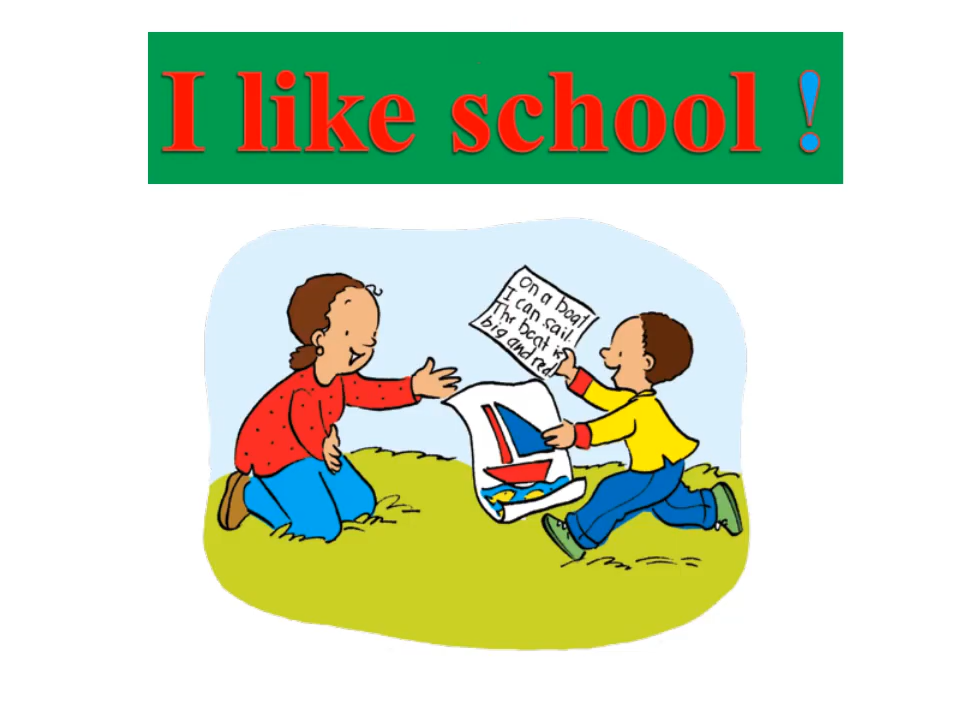 I like school !
On a boat
I can sail.
The boat is
big and red.